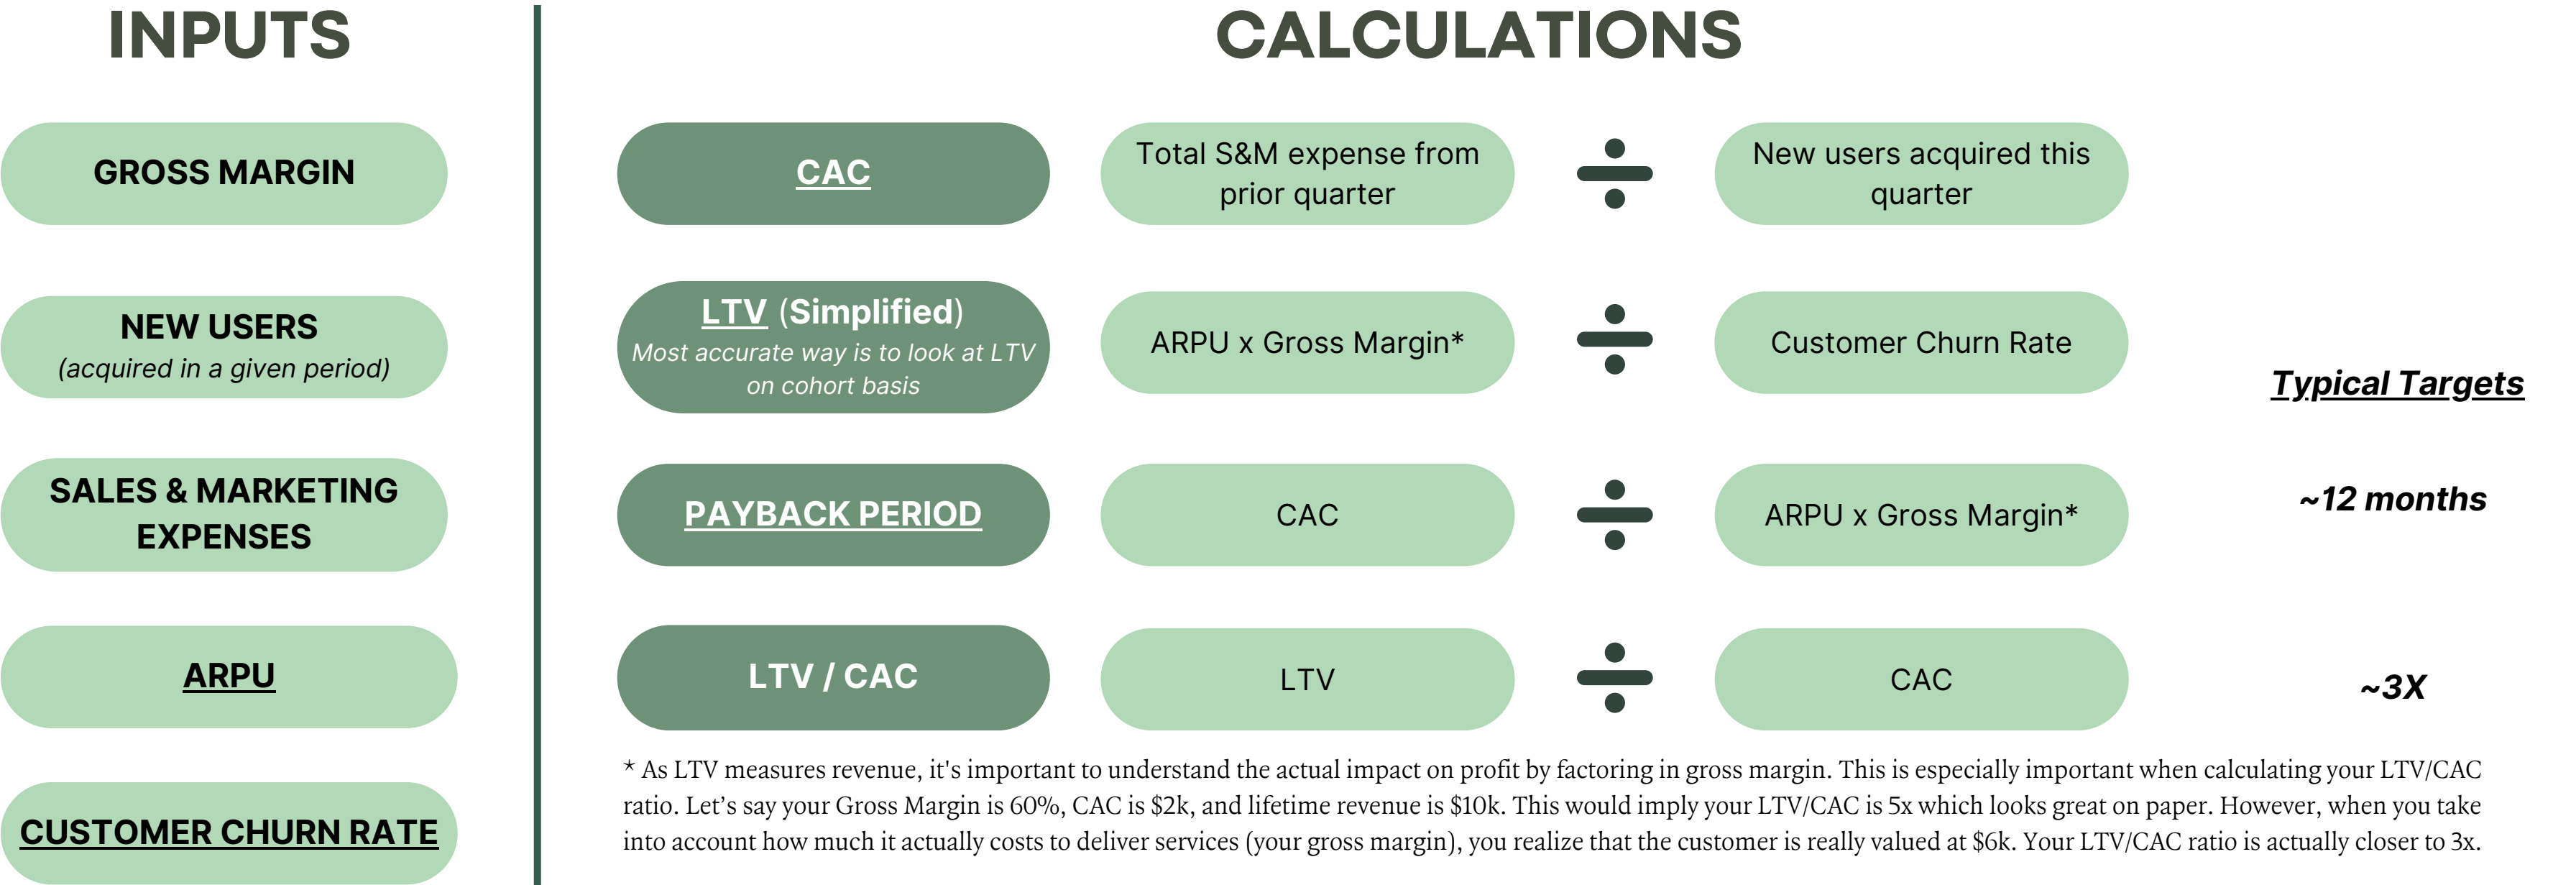 INPUTS
GROSS MARGIN
NEW USERS
(acquired in a given period)
SALES & MARKETING
EXPENSES
ARPU
CUSTOMER CHURN RATE
CALCULATIONS
CAC
Total S&M expense from
prior quarter
÷
New users acquired this
quarter
LTV (Simplified)
Most accurate way is to look at LTV
on cohort basis
ARPU x Gross Margin*
÷
Customer Churn Rate
Typical Targets
PAYBACK PERIOD
CAC
÷
ARPU x Gross Margin*
~12 months
LTV / CAC
LTV
÷
CAC
~3X
* As LTV measures revenue, it's important to understand the actual impact on profit by factoring in gross margin. This is especially important when calculating your LTV/CAC
ratio. Let’s say your Gross Margin is 60%, CAC is $2k, and lifetime revenue is $10k. This would imply your LTV/CAC is 5x which looks great on paper. However, when you take
into account how much it actually costs to deliver services (your gross margin), you realize that the customer is really valued at $6k. Your LTV/CAC ratio is actually closer to 3x.